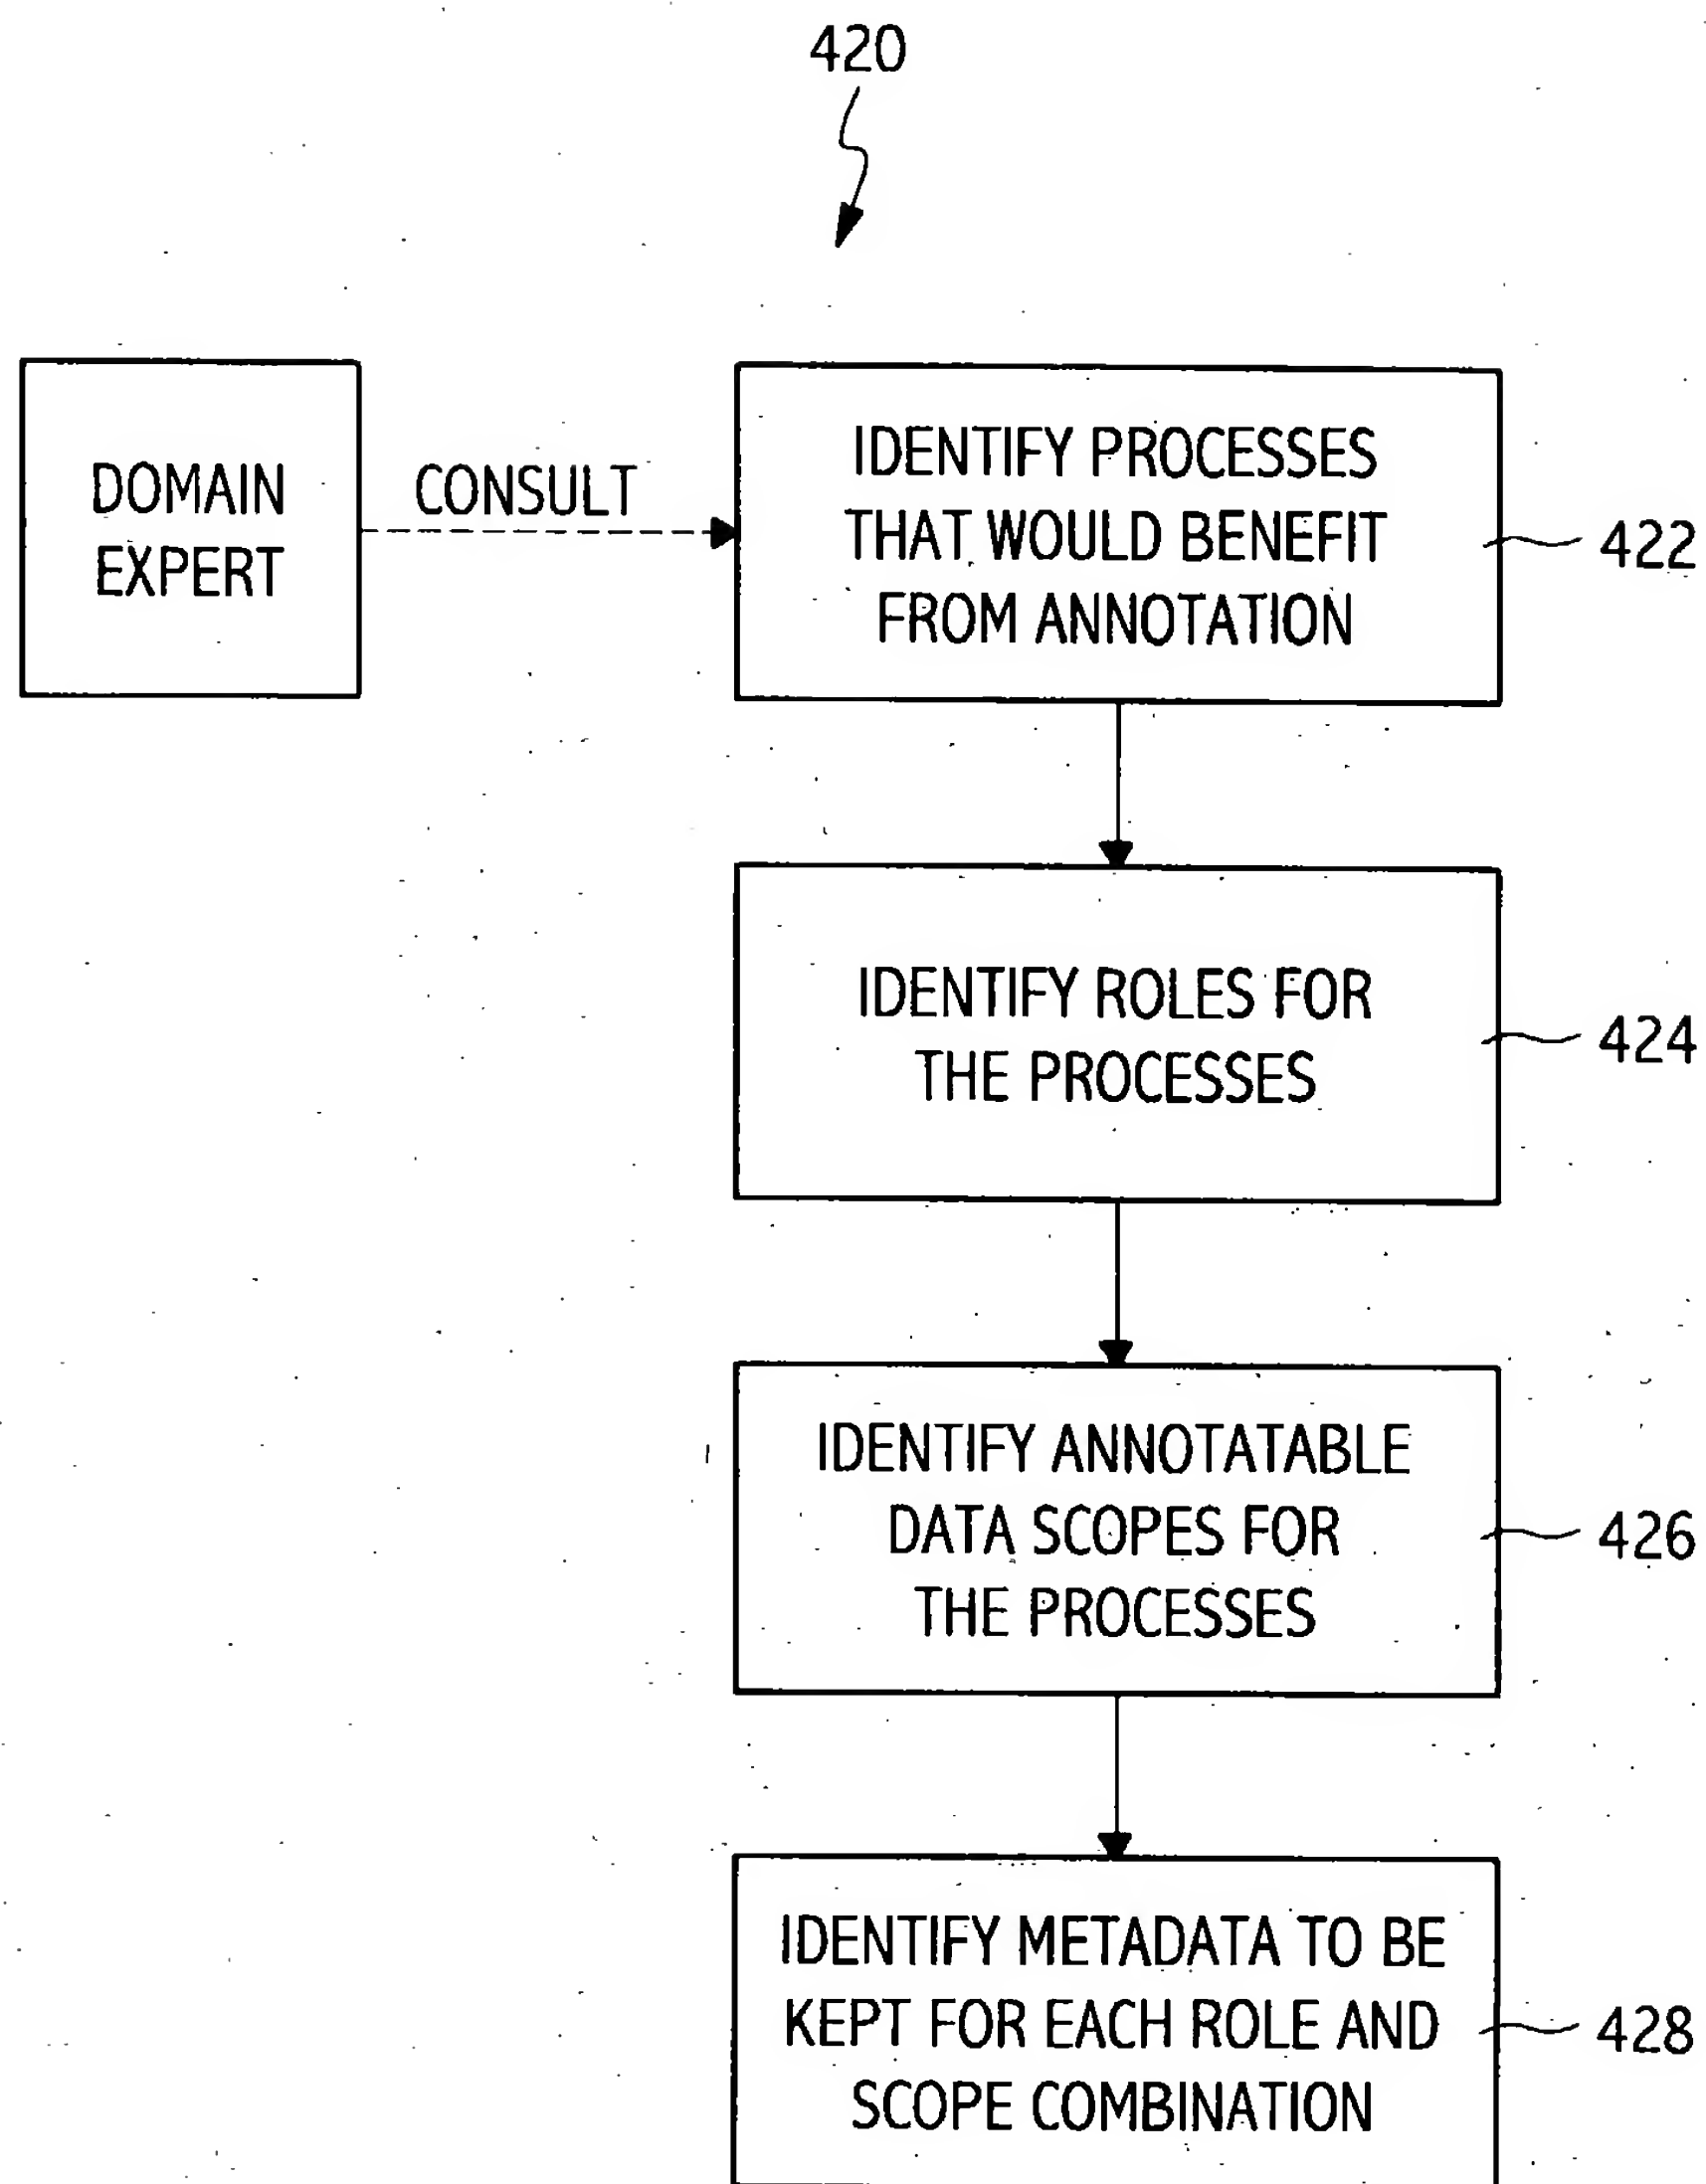 420
DOMAIN
EXPERT
CONSULT
IDENTIFY PROCESSES
THAT WOULD BENEFIT
FROM ANNOTATION
422
IDENTIFY ROLES FOR
THE PROCESSES
424
IDENTIFY ANNOTATABLE
DATA SCOPES FOR
THE PROCESSES
426
IDENTIFY METADATA TO BE
KEPT FOR EACH ROLE AND
SCOPE COMBINATION
428